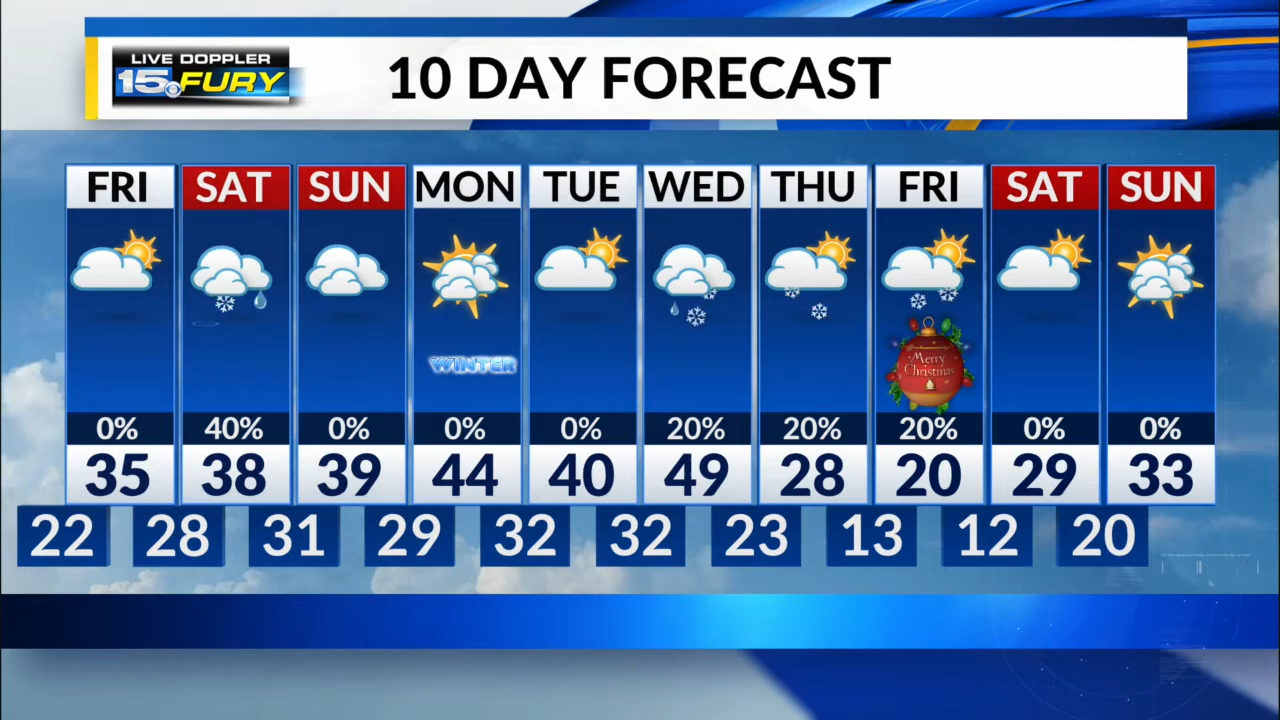 LIVE DOPPLER
15 FURY
10 DAY FORECAST
FRI SAT SUN MON TUE WED THU FRI SAT SUN
WINTER
Merry
Christmas
0% 40% 0% 0% 0% 20% 20% 20% 0% 0%
35 38 39 44 40 49 28 20 29 33
22 28 31 29 32 32 23 13 12 20